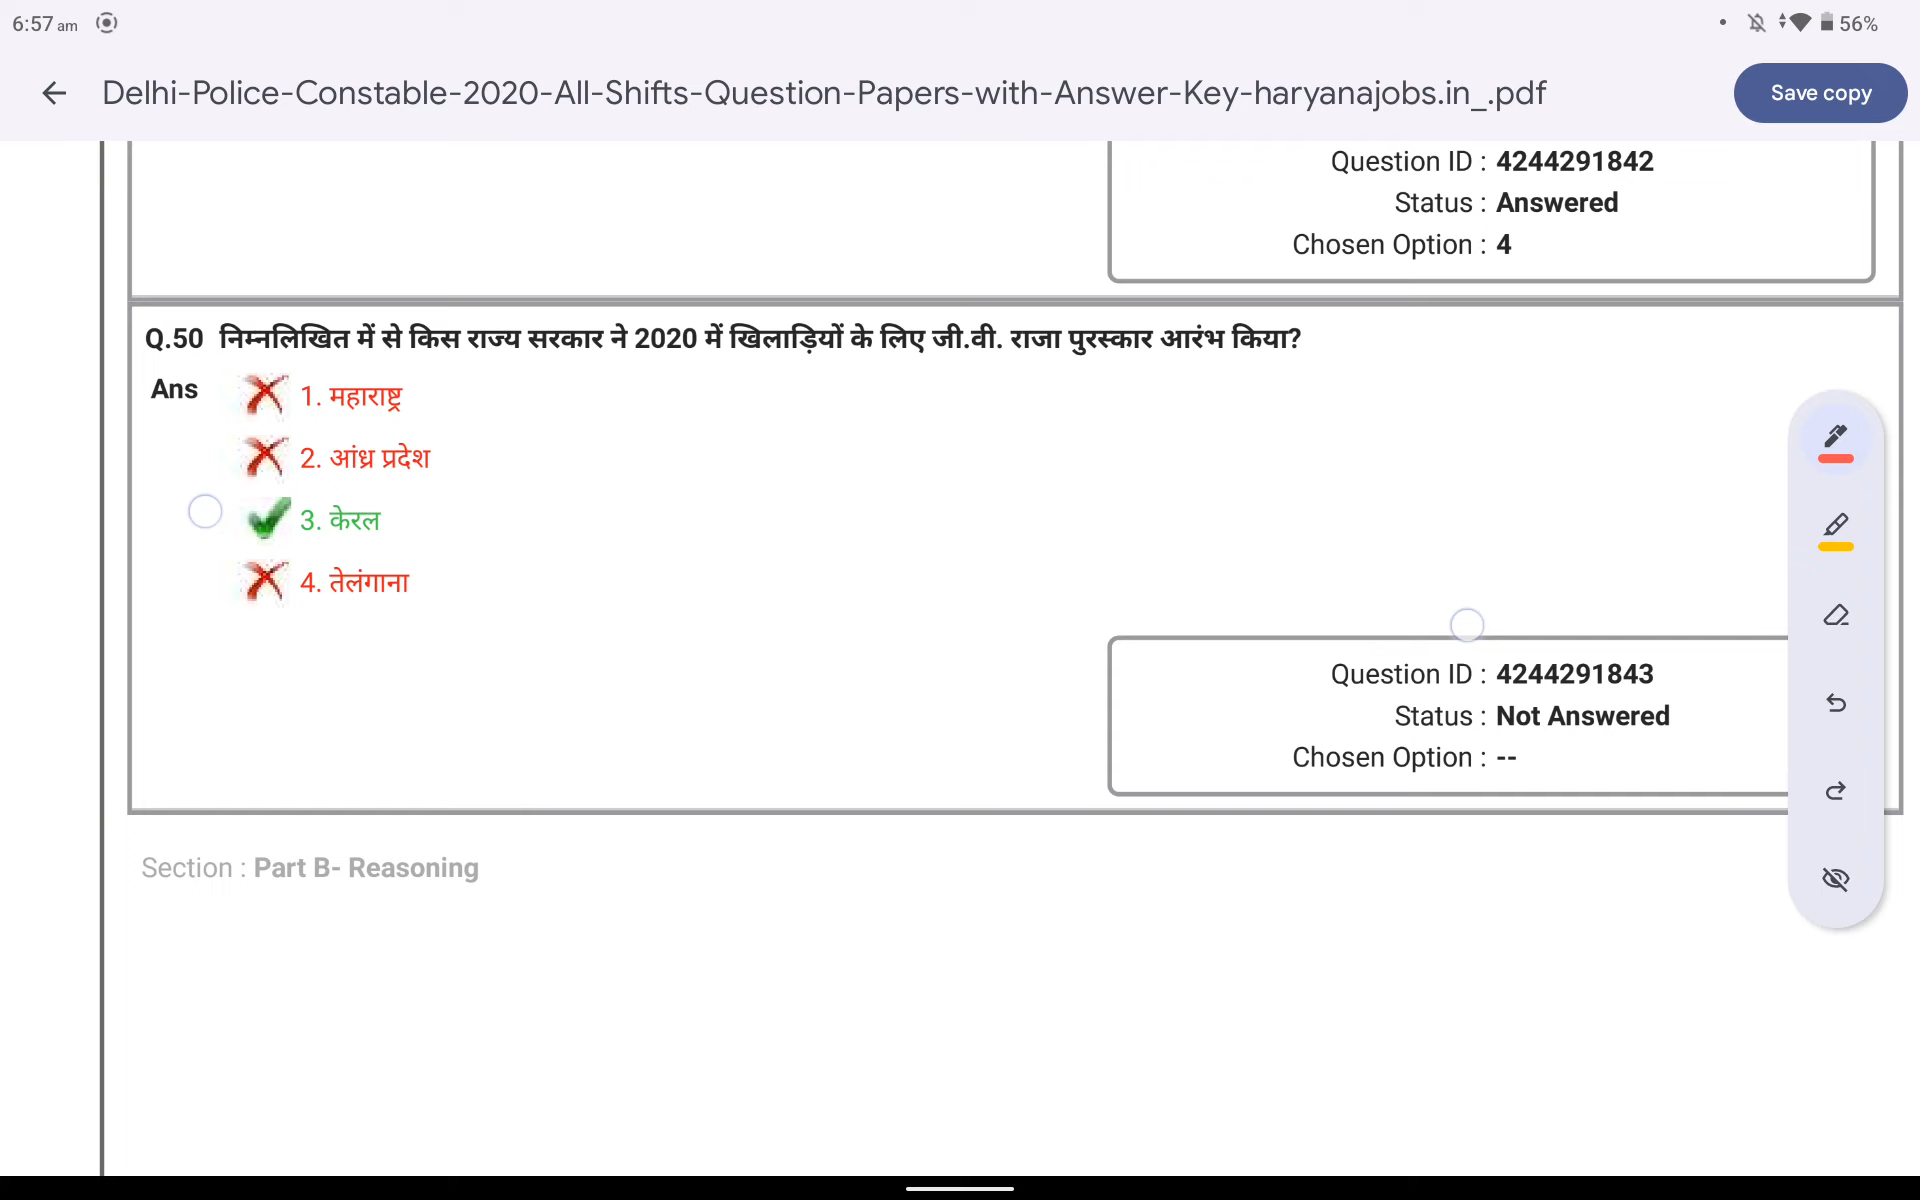 6:57 am
56%
Delhi-Police-Constable-2020-All-Shifts-Question-Papers-with-Answer-Key-haryanajobs.in_.pdf
Save copy
Question ID : 4244291842
Status : Answered
Chosen Option : 4
Q.50 निम्नलिखित में से किस राज्य सरकार ने 2020 में खिलाड़ियों के लिए जी.वी. राजा पुरस्कार आरंभ किया?
Ans 1. महाराष्ट्र
2. आंध्र प्रदेश
3. केरल
4. तेलंगाना
Question ID : 4244291843
Status : Not Answered
Chosen Option : --
Section : Part B- Reasoning